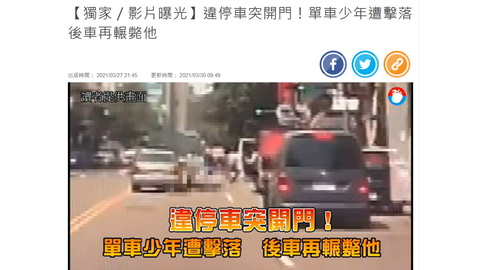 【獨家／影片曝光】違停車突開門！單車少年遭擊落
後車再輾斃他
出版時間： 2021/03/27 21:45 更新時間： 2021/03/30 09:49
讀者提供畫面
違停車突開門！
單車少年遭擊落 後車再輾斃他